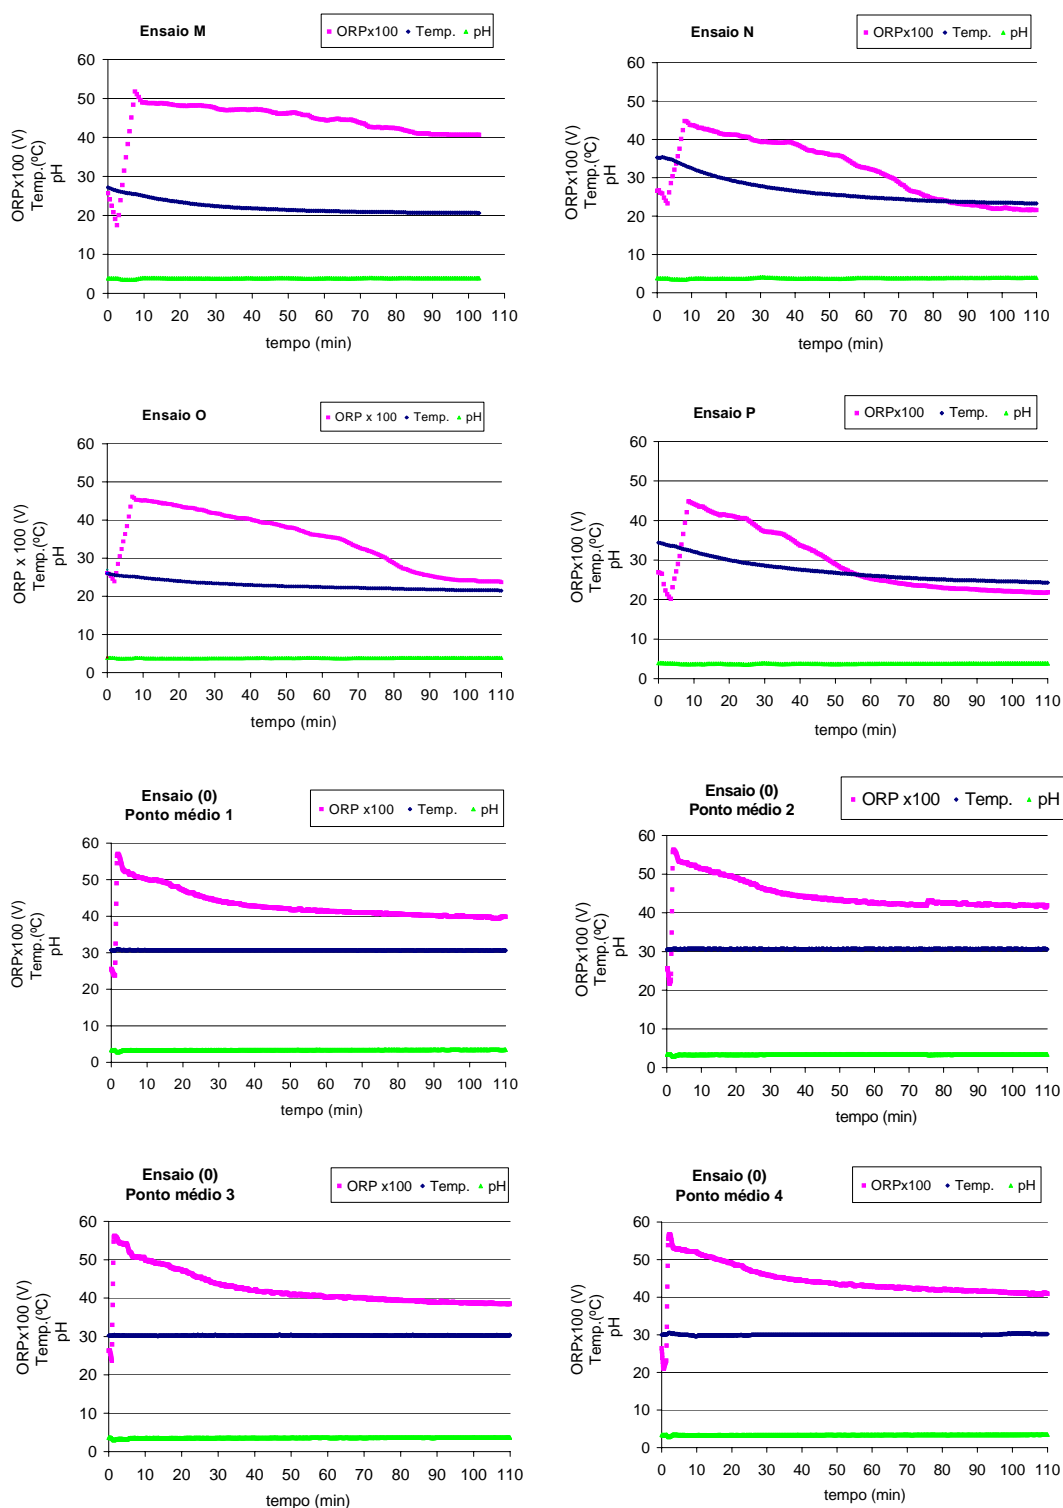 Ensaio M
ORPx100 Temp. pH
60
50
40
30
20
10
0
ORPx100 (V)
Temp.(ºC)
pH
0 10 20 30 40 50 60 70 80 90 100 110
tempo (min)
Ensaio N
ORPx100 Temp. pH
60
50
40
30
20
10
0
ORPx100 (V)
Temp.(ºC)
pH
0 10 20 30 40 50 60 70 80 90 100 110
tempo (min)
Ensaio O
ORP x 100 Temp. pH
60
50
40
30
20
10
0
ORP x 100 (V)
Temp.(ºC)
pH
0 10 20 30 40 50 60 70 80 90 100 110
tempo (min)
Ensaio P
ORPx100 Temp. pH
60
50
40
30
20
10
0
ORPx100 (V)
Temp.(ºC)
pH
0 10 20 30 40 50 60 70 80 90 100 110
tempo (min)
Ensaio (0)
Ponto médio 1
ORP x100 Temp. pH
60
50
40
30
20
10
0
ORPx100 (V)
Temp.(ºC)
pH
0 10 20 30 40 50 60 70 80 90 100 110
tempo (min)
Ensaio (0)
Ponto médio 2
ORP x100 Temp. pH
60
50
40
30
20
10
0
ORPx100 (V)
Temp.(ºC)
pH
0 10 20 30 40 50 60 70 80 90 100 110
tempo (min)
Ensaio (0)
Ponto médio 3
ORP x100 Temp. pH
60
50
40
30
20
10
0
ORPx100 (V)
Temp.(ºC)
pH
0 10 20 30 40 50 60 70 80 90 100 110
tempo (min)
Ensaio (0)
Ponto médio 4
ORPx100 Temp. pH
60
50
40
30
20
10
0
ORPx100 (V)
Temp.(ºC)
pH
0 10 20 30 40 50 60 70 80 90 100 110
tempo (min)